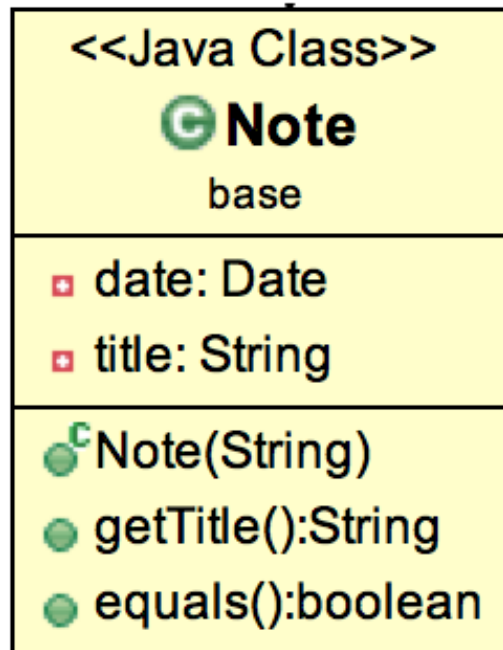 <<Java Class>>
C Note
base
date: Date
title: String
C Note(String)
getTitle():String
equals():boolean